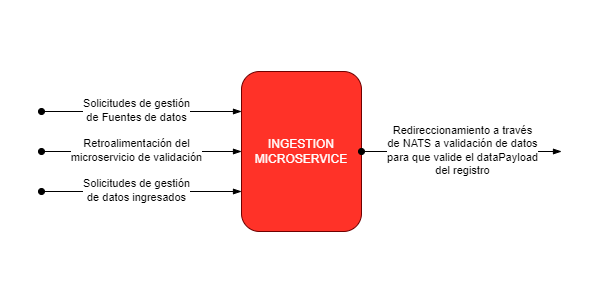 Solicitudes de gestión
de Fuentes de datos
Retroalimentación del
microservicio de validación
Solicitudes de gestión
de datos ingresados
INGESTION
MICROSERVICE
Redireccionamiento a través
de NATS a validación de datos
para que valide el dataPayload
del registro